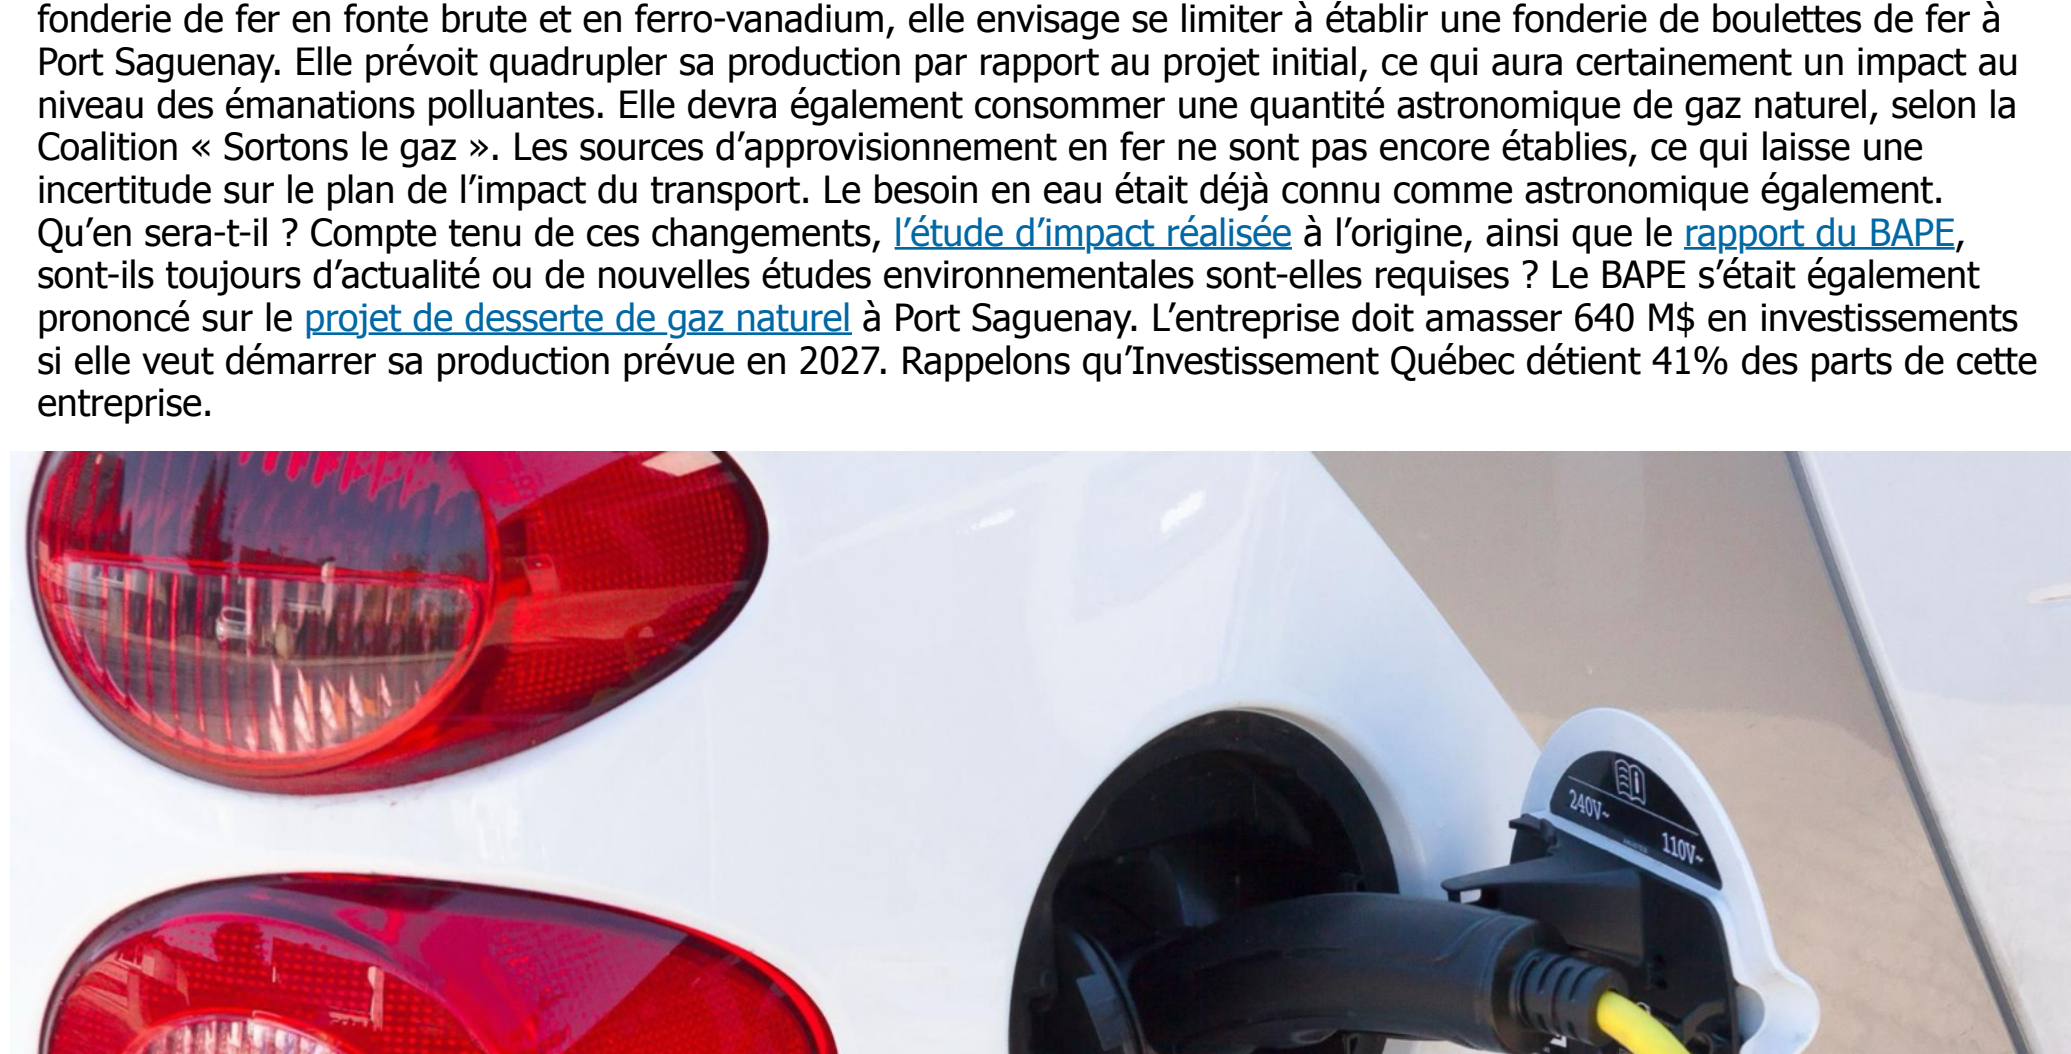 fonderie de fer en fonte brute et en ferro-vanadium, elle envisage se limiter à établir une fonderie de boulettes de fer à
Port Saguenay. Elle prévoit quadrupler sa production par rapport au projet initial, ce qui aura certainement un impact au
niveau des émanations polluantes. Elle devra également consommer une quantité astronomique de gaz naturel, selon la
Coalition « Sortons le gaz ». Les sources d’approvisionnement en fer ne sont pas encore établies, ce qui laisse une
incertitude sur le plan de l’impact du transport. Le besoin en eau était déjà connu comme astronomique également.
Qu’en sera-t-il ? Compte tenu de ces changements, l’étude d’impact réalisée à l’origine, ainsi que le rapport du BAPE,
sont-ils toujours d’actualité ou de nouvelles études environnementales sont-elles requises ? Le BAPE s’était également
prononcé sur le projet de desserte de gaz naturel à Port Saguenay. L’entreprise doit amasser 640 M$ en investissements
si elle veut démarrer sa production prévue en 2027. Rappelons qu’Investissement Québec détient 41% des parts de cette
entreprise.
240V~
110V~